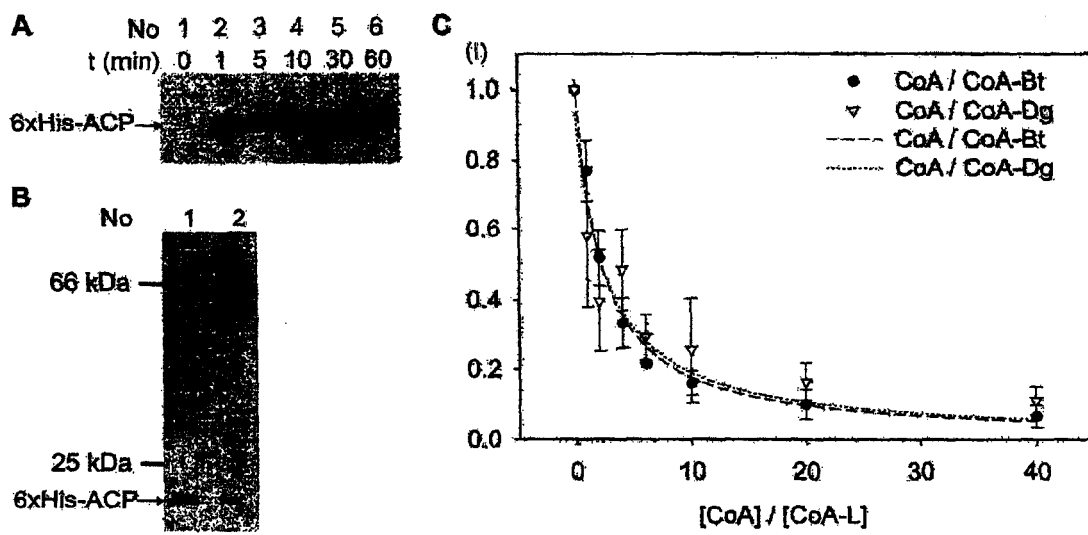 A
No 1 2 3 4 5 6
t (min) 0 1 5 10 30 60
6xHis-ACP
B
No 1 2
66 kDa
25 kDa
6xHis-ACP
C
(I)
1.0
0.8
0.6
0.4
0.2
0.0
CoA / CoA-Bt
CoA / CoA-Dg
CoA / CoA-Bt
CoA / CoA-Dg
0 10 20 30 40
[CoA] / [CoA-L]